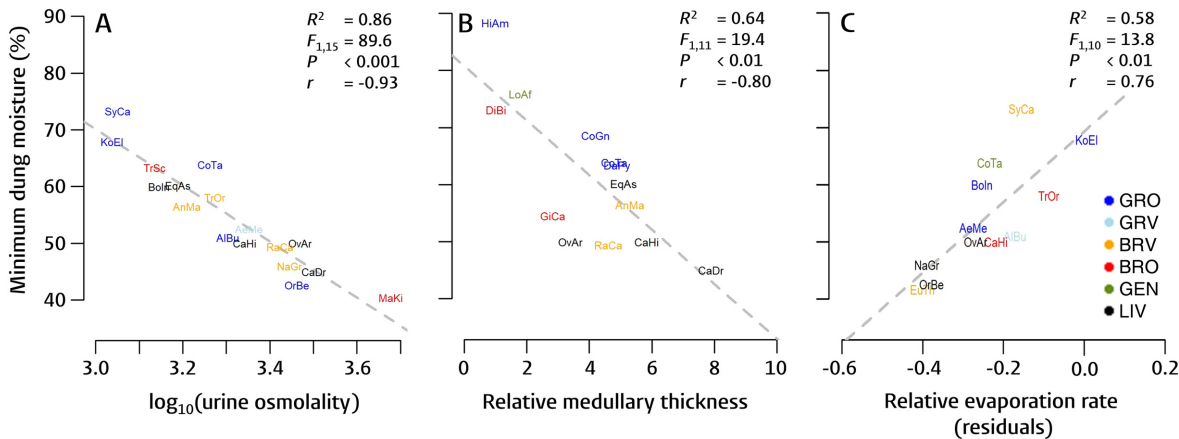 Minimum dung moisture (%)
90
80
70
60
50
40
A
R² = 0.86
F1,15 = 89.6
P < 0.001
r = -0.93
SyCa
KoEl
TrSc
CoTa
BoIn
EqAs
TrOr
AnMa
AeMe
AlBu
CaHi
RaCa
OvAr
NaGr
CaDr
OrBe
MaKi
3.0 3.2 3.4 3.6
log10(urine osmolality)
B
R² = 0.64
F1,11 = 19.4
P < 0.01
r = -0.80
HiAm
LoAf
DiBi
CoGn
CoTa
EqAs
AnMa
GiCa
OvAr
RaCa
CaHi
CaDr
0 2 4 6 8 10
Relative medullary thickness
C
R² = 0.58
F1,10 = 13.8
P < 0.01
r = 0.76
SyCa
KoEl
CoTa
BoIn
TrOr
AeMe
AlBu
OvAr
CaHi
NaGr
OrBe
GRO
GRV
BRV
BRO
GEN
LIV
-0.6 -0.4 -0.2 0.0 0.2
Relative evaporation rate
(residuals)